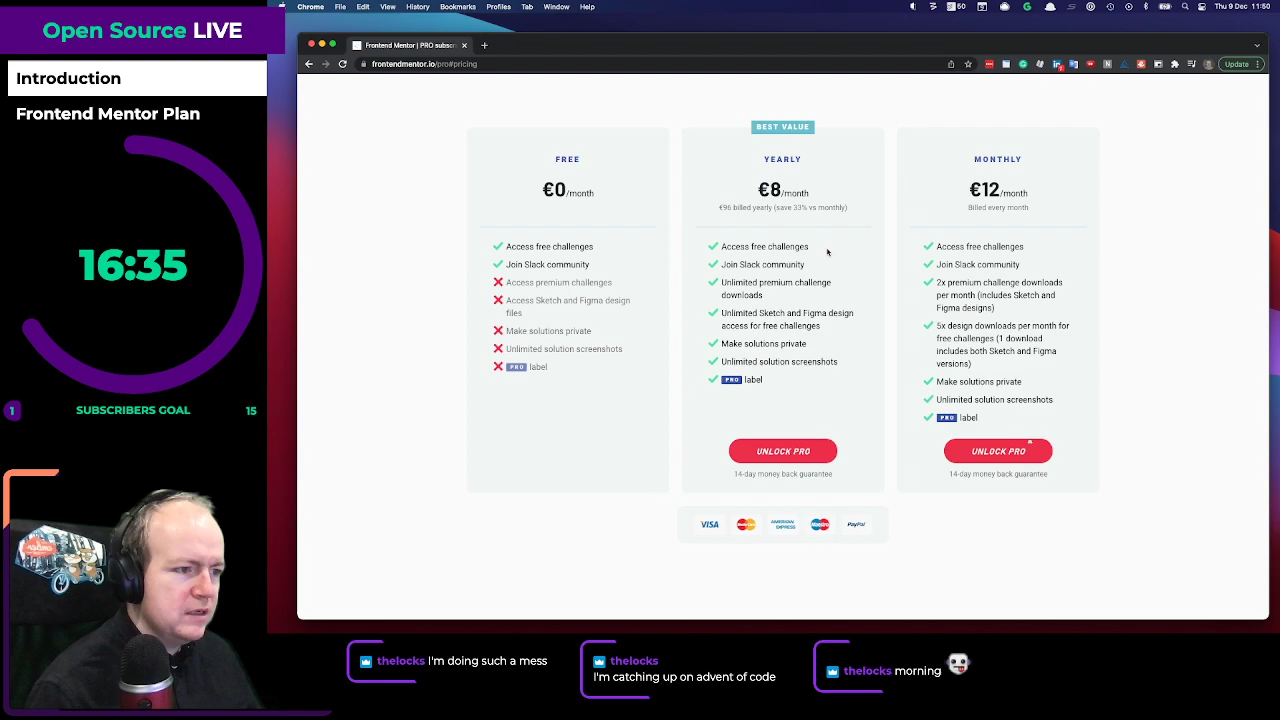 Open Source LIVE
Introduction
Frontend Mentor Plan
16:35
1 SUBSCRIBERS GOAL 15
Chrome File Edit View History Bookmarks Profiles Tab Window Help
Thu 9 Dec 11:50
Frontend Mentor | PRO subscr
frontendmentor.io/pro#pricing
Update
FREE
€0/month
Access free challenges
Join Slack community
Access premium challenges
Access Sketch and Figma design
files
Make solutions private
Unlimited solution screenshots
PRO label
BEST VALUE
YEARLY
€8/month
€96 billed yearly (save 33% vs monthly)
Access free challenges
Join Slack community
Unlimited premium challenge
downloads
Unlimited Sketch and Figma design
access for free challenges
Make solutions private
Unlimited solution screenshots
PRO label
UNLOCK PRO
14-day money back guarantee
MONTHLY
€12/month
Billed every month
Access free challenges
Join Slack community
2x premium challenge downloads
per month (includes Sketch and
Figma designs)
5x design downloads per month for
free challenges (1 download
includes both Sketch and Figma
versions)
Make solutions private
Unlimited solution screenshots
PRO label
UNLOCK PRO
14-day money back guarantee
VISA
AMERICAN
EXPRESS
Maestro
PayPal
thelocks I'm doing such a mess
thelocks
I'm catching up on advent of code
thelocks morning